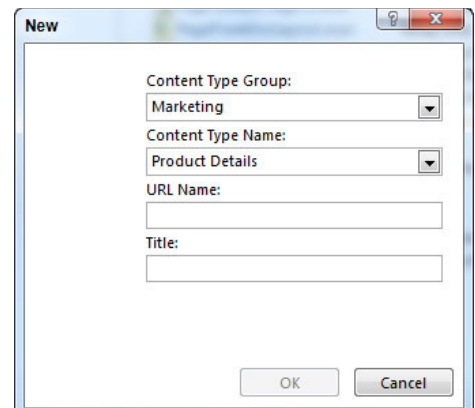 New
Content Type Group:
Marketing
Content Type Name:
Product Details
URL Name:
Title:
OK
Cancel